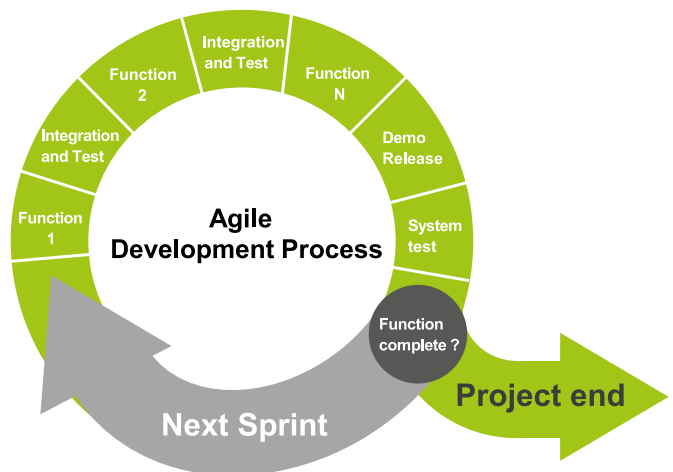 Function
1
Integration
and Test
Function
2
Integration
and Test
Function
N
Demo
Release
System
test
Agile
Development Process
Function
complete ?
Next Sprint
Project end